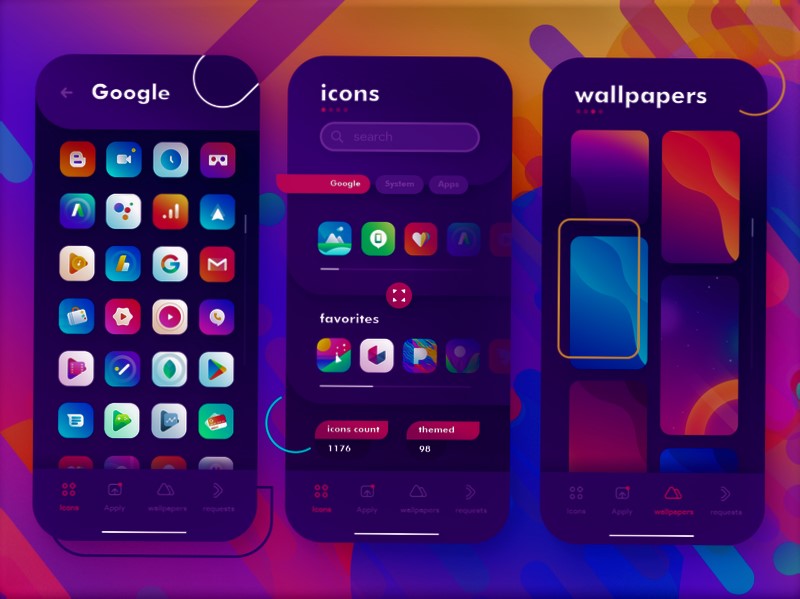 Google
Icons
Apply
wallpapers
requests
icons
search
Google
System
Apps
favorites
icons count
themed
1176
98
Icons
Apply
wallpapers
requests
wallpapers
Icons
Apply
wallpapers
requests